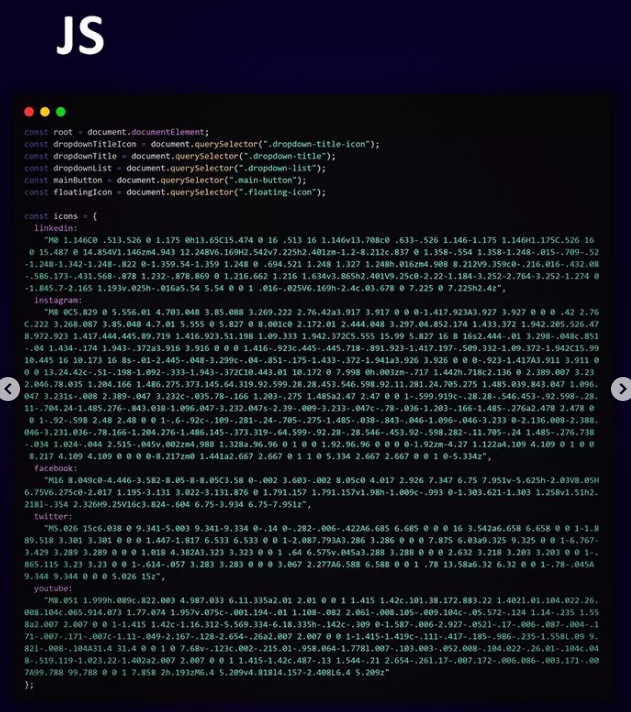 JS
const root = document.documentElement;
const dropdownTitleIcon = document.querySelector(".dropdown-title-icon");
const dropdownTitle = document.querySelector(".dropdown-title");
const dropdownList = document.querySelector(".dropdown-list");
const mainButton = document.querySelector(".main-button");
const floatingIcon = document.querySelector(".floating-icon");
const icons = {
linkedin:
"M0 1.146C0 .513.526 0 1.175 0h13.65C15.474 0 16 .513 16 1.146v13.708c0 .633-.526 1.146-1.175 1.146H1.175C.526 16
0 15.487 0 14.854V1.146zm4.943 12.248V6.169H2.542v7.225h2.401zm-1.2-8.212c.837 0 1.358-.554 1.358-1.248-.015-.709-.52
-1.248-1.342-1.248-.822 0-1.359.54-1.359 1.248 0 .694.521 1.248 1.327 1.248h.016zm4.908 8.212V9.359c0-.216.016-.432.08
-.586.173-.431.568-.878 1.232-.878.869 0 1.216.662 1.216 1.634v3.865h2.401V9.25c0-2.22-1.184-3.252-2.764-3.252-1.274 0
-1.845.7-2.165 1.193v.025h-.016a5.54 5.54 0 0 1 .016-.025V6.169h-2.4c.03.678 0 7.225 0 7.225h2.4z",
instagram:
"M8 0C5.829 0 5.556.01 4.703.048 3.85.088 3.269.222 2.76.42a3.917 3.917 0 0 0-1.417.923A3.927 3.927 0 0 0 .42 2.76
C.222 3.268.087 3.85.048 4.7.01 5.555 0 5.827 0 8.001c0 2.172.01 2.444.048 3.297.04.852.174 1.433.372 1.942.205.526.47
8.972.923 1.417.444.445.89.719 1.416.923.51.198 1.09.333 1.942.372C5.555 15.99 5.827 16 8 16s2.444-.01 3.298-.048c.851
-.04 1.434-.174 1.943-.372a3.916 3.916 0 0 0 1.416-.923c.445-.445.718-.891.923-1.417.197-.509.332-1.09.372-1.942C15.99
10.445 16 10.173 16 8s-.01-2.445-.048-3.299c-.04-.851-.175-1.433-.372-1.941a3.926 3.926 0 0 0-.923-1.417A3.911 3.911 0
0 0 13.24.42c-.51-.198-1.092-.333-1.943-.372C10.443.01 10.172 0 7.998 0h.003zm-.717 1.442h.718c2.136 0 2.389.007 3.23
2.046.78.035 1.204.166 1.486.275.373.145.64.319.92.599.28.28.453.546.598.92.11.281.24.705.275 1.485.039.843.047 1.096.
047 3.231s-.008 2.389-.047 3.232c-.035.78-.166 1.203-.275 1.485a2.47 2.47 0 0 1-.599.919c-.28.28-.546.453-.92.598-.28.
11-.704.24-1.485.276-.843.038-1.096.047-3.232.047s-2.39-.009-3.233-.047c-.78-.036-1.203-.166-1.485-.276a2.478 2.478 0
0 1-.92-.598 2.48 2.48 0 0 1-.6-.92c-.109-.281-.24-.705-.275-1.485-.038-.843-.046-1.096-.046-3.233 0-2.136.008-2.388.
046-3.231.036-.78.166-1.204.276-1.486.145-.373.319-.64.599-.92.28-.28.546-.453.92-.598.282-.11.705-.24 1.485-.276.738
-.034 1.024-.044 2.515-.045v.002zm4.988 1.328a.96.96 0 1 0 0 1.92.96.96 0 0 0 0-1.92zm-4.27 1.122a4.109 4.109 0 1 0 0
8.217 4.109 4.109 0 0 0 0-8.217zm0 1.441a2.667 2.667 0 1 1 0 5.334 2.667 2.667 0 0 1 0-5.334z",
facebook:
"M16 8.049c0-4.446-3.582-8.05-8-8.05C3.58 0-.002 3.603-.002 8.05c0 4.017 2.926 7.347 6.75 7.951v-5.625h-2.03V8.05H
6.75V6.275c0-2.017 1.195-3.131 3.022-3.131.876 0 1.791.157 1.791.157v1.98h-1.009c-.993 0-1.303.621-1.303 1.258v1.51h2.
218l-.354 2.326H9.25V16c3.824-.604 6.75-3.934 6.75-7.951z",
twitter:
"M5.026 15c6.038 0 9.341-5.003 9.341-9.334 0-.14 0-.282-.006-.422A6.685 6.685 0 0 0 16 3.542a6.658 6.658 0 0 1-1.8
89.518 3.301 3.301 0 0 0 1.447-1.817 6.533 6.533 0 0 1-2.087.793A3.286 3.286 0 0 0 7.875 6.03a9.325 9.325 0 0 1-6.767-
3.429 3.289 3.289 0 0 0 1.018 4.382A3.323 3.323 0 0 1 .64 6.575v.045a3.288 3.288 0 0 0 2.632 3.218 3.203 3.203 0 0 1-.
865.115 3.23 3.23 0 0 1-.614-.057 3.283 3.283 0 0 0 3.067 2.277A6.588 6.588 0 0 1 .78 13.58a6.32 6.32 0 0 1-.78-.045A
9.344 9.344 0 0 0 5.026 15z",
youtube:
"M8.051 1.999h.089c.822.003 4.987.033 6.11.335a2.01 2.01 0 0 1 1.415 1.42c.101.38.172.883.22 1.402l.01.104.022.26.
008.104c.065.914.073 1.77.074 1.957v.075c-.001.194-.01 1.108-.082 2.06l-.008.105-.009.104c-.05.572-.124 1.14-.235 1.55
8a2.007 2.007 0 0 1-1.415 1.42c-1.16.312-5.569.334-6.18.335h-.142c-.309 0-1.587-.006-2.927-.052l-.17-.006-.087-.004-.1
71-.007-.171-.007c-1.11-.049-2.167-.128-2.654-.26a2.007 2.007 0 0 1-1.415-1.419c-.111-.417-.185-.986-.235-1.558L.09 9.
82l-.008-.104A31.4 31.4 0 0 1 0 7.68v-.123c.002-.215.01-.958.064-1.778l.007-.103.003-.052.008-.104.022-.26.01-.104c.04
8-.519.119-1.023.22-1.402a2.007 2.007 0 0 1 1.415-1.42c.487-.13 1.544-.21 2.654-.26l.17-.007.172-.006.086-.003.171-.00
7A99.788 99.788 0 0 1 7.858 2h.193zM6.4 5.209v4.818l4.157-2.408L6.4 5.209z"
};